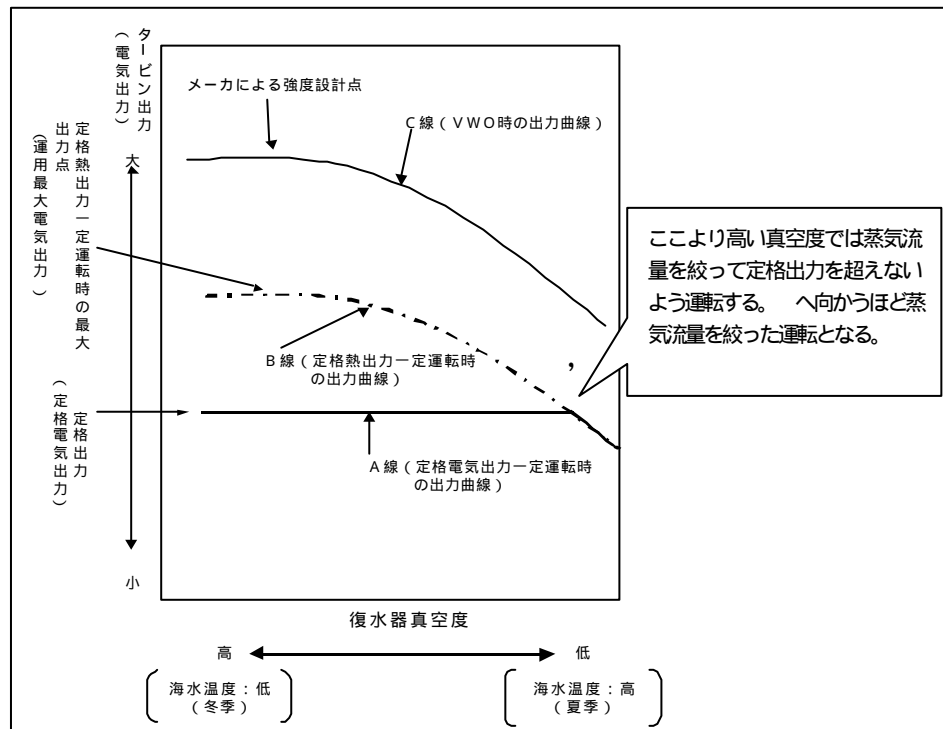 タービン出力
(電気出力)
大
小
定格熱出力一定運転時の最大
出力点
(運用最大電気出力)
定格出力
(定格電気出力)
メーカによる強度設計点
C線(VWO時の出力曲線)
B線(定格熱出力一定運転時
の出力曲線)
A線(定格電気出力一定運転時
の出力曲線)
ここより高い真空度では蒸気流
量を絞って定格出力を超えない
よう運転する。 へ向かうほど蒸
気流量を絞った運転となる。
,
復水器真空度
高
低
海水温度:低
(冬季)
海水温度:高
(夏季)